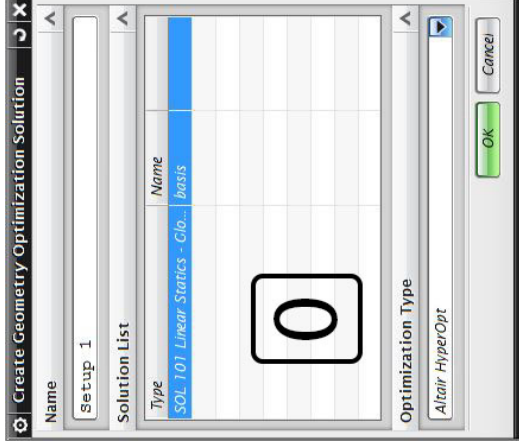 Create Geometry Optimization Solution
Name
Setup 1
Solution List
Type Name
SOL 101 Linear Statics - Glo... basis
0
Optimization Type
Altair HyperOpt
OK Cancel